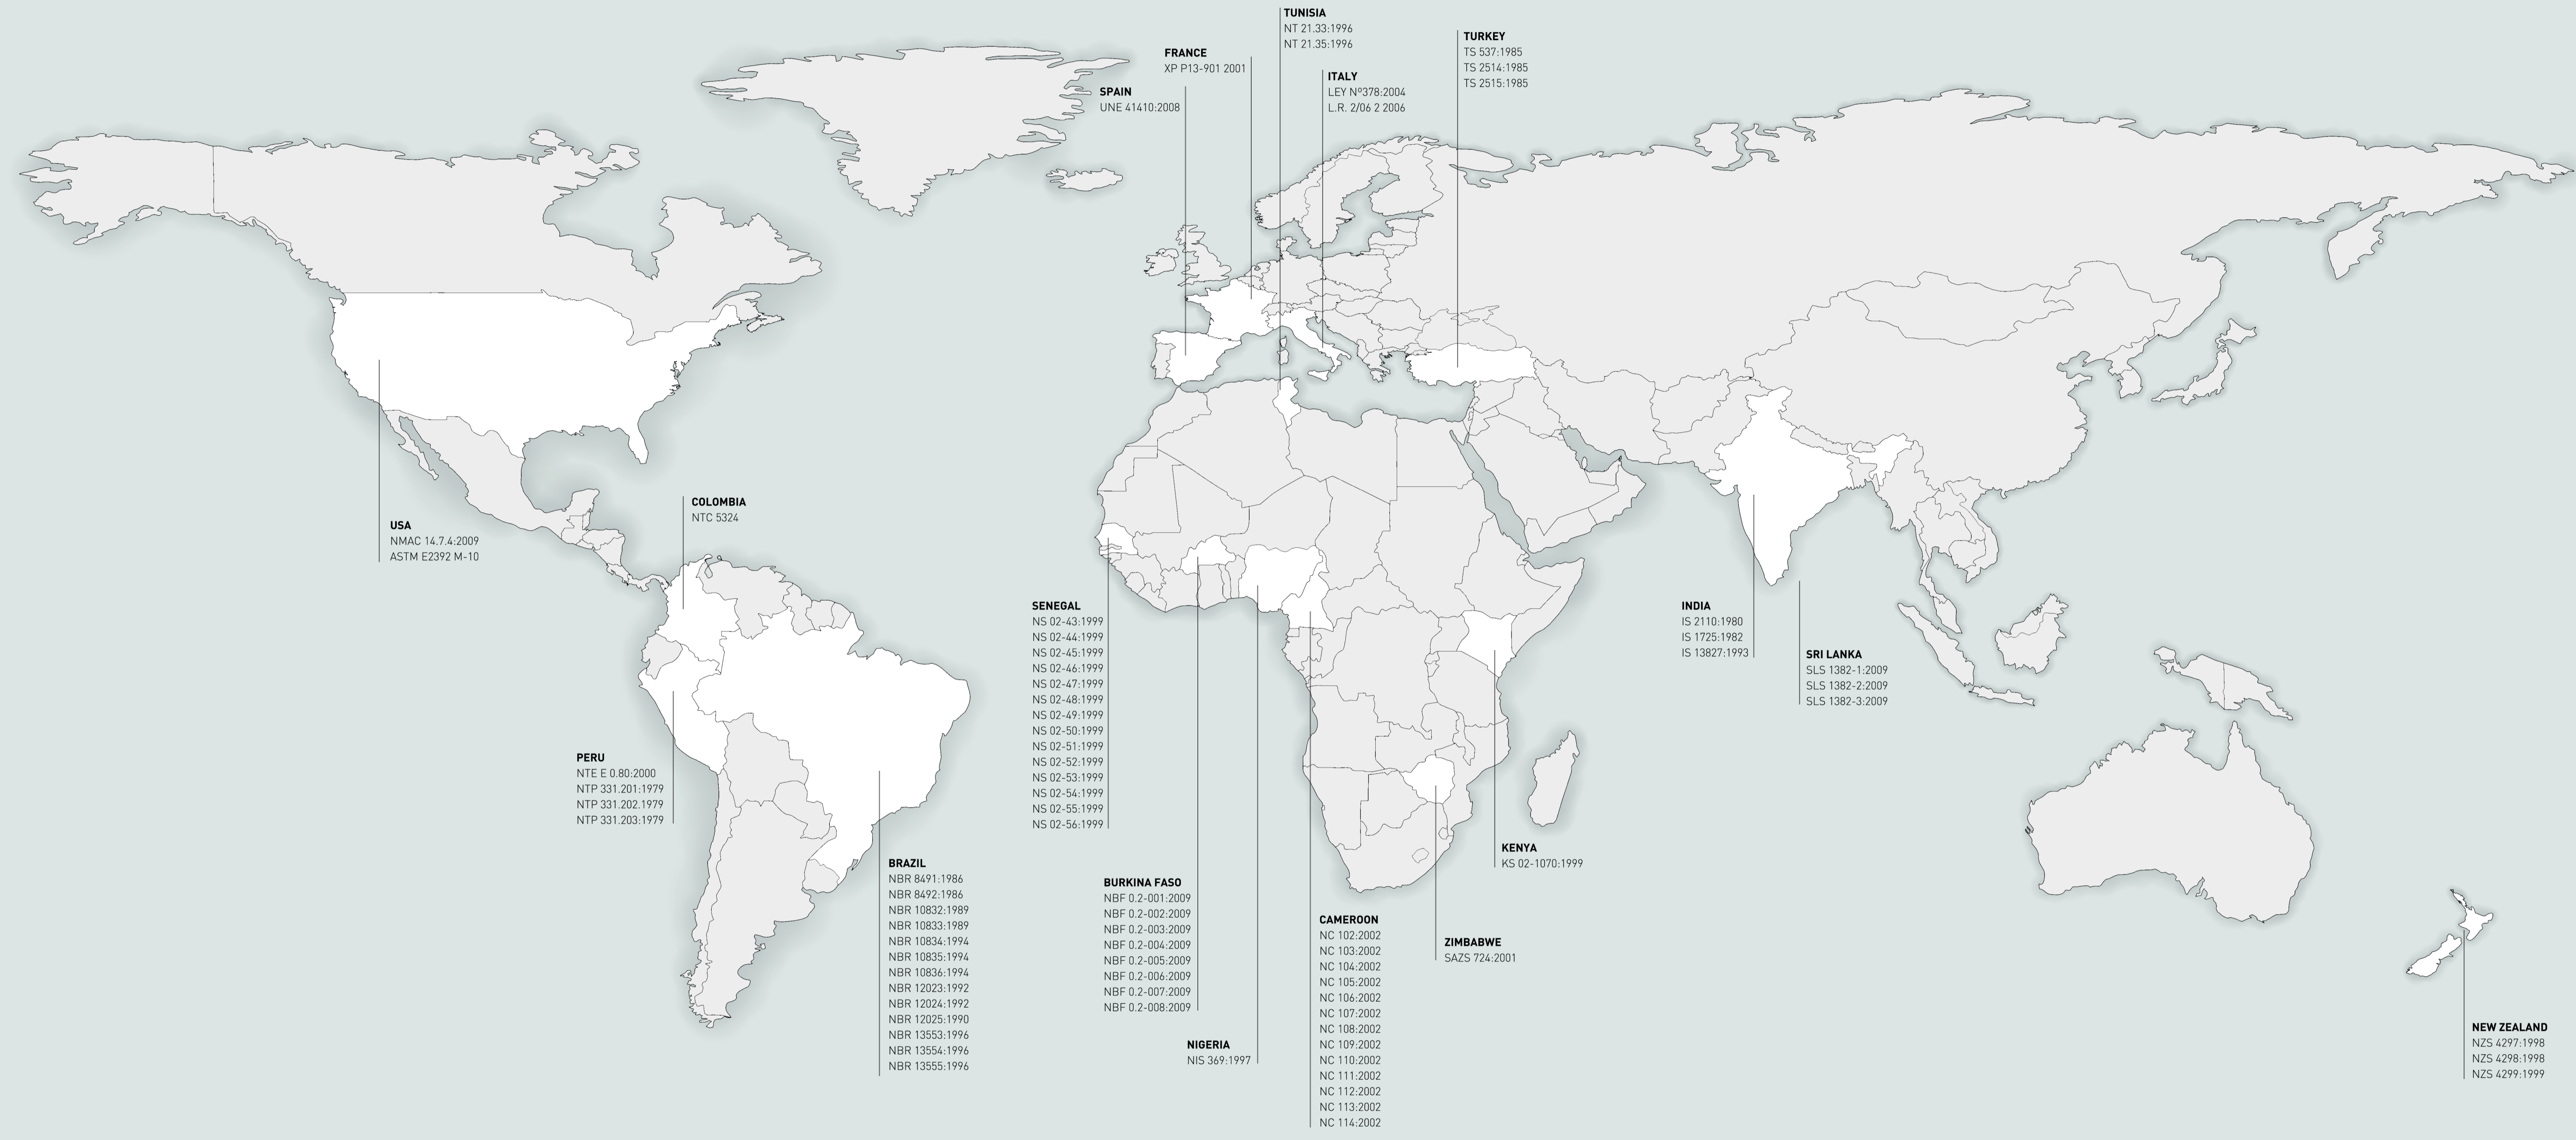 TUNISIA
NT 21.33:1996
NT 21.35:1996
TURKEY
TS 537:1985
TS 2514:1985
TS 2515:1985
FRANCE
XP P13-901 2001
ITALY
LEY Nº378:2004
L.R. 2/06 2 2006
SPAIN
UNE 41410:2008
COLOMBIA
NTC 5324
USA
NMAC 14.7.4:2009
ASTM E2392 M-10
SENEGAL
NS 02-43:1999
NS 02-44:1999
NS 02-45:1999
NS 02-46:1999
NS 02-47:1999
NS 02-48:1999
NS 02-49:1999
NS 02-50:1999
NS 02-51:1999
NS 02-52:1999
NS 02-53:1999
NS 02-54:1999
NS 02-55:1999
NS 02-56:1999
INDIA
IS 2110:1980
IS 1725:1982
IS 13827:1993
SRI LANKA
SLS 1382-1:2009
SLS 1382-2:2009
SLS 1382-3:2009
PERU
NTE E 0.80:2000
NTP 331.201:1979
NTP 331.202.1979
NTP 331.203:1979
BRAZIL
NBR 8491:1986
NBR 8492:1986
NBR 10832:1989
NBR 10833:1989
NBR 10834:1994
NBR 10835:1994
NBR 10836:1994
NBR 12023:1992
NBR 12024:1992
NBR 12025:1990
NBR 13553:1996
NBR 13554:1996
NBR 13555:1996
KENYA
KS 02-1070:1999
BURKINA FASO
NBF 0.2-001:2009
NBF 0.2-002:2009
NBF 0.2-003:2009
NBF 0.2-004:2009
NBF 0.2-005:2009
NBF 0.2-006:2009
NBF 0.2-007:2009
NBF 0.2-008:2009
CAMEROON
NC 102:2002
NC 103:2002
NC 104:2002
NC 105:2002
NC 106:2002
NC 107:2002
NC 108:2002
NC 109:2002
NC 110:2002
NC 111:2002
NC 112:2002
NC 113:2002
NC 114:2002
ZIMBABWE
SAZS 724:2001
NIGERIA
NIS 369:1997
NEW ZEALAND
NZS 4297:1998
NZS 4298:1998
NZS 4299:1999